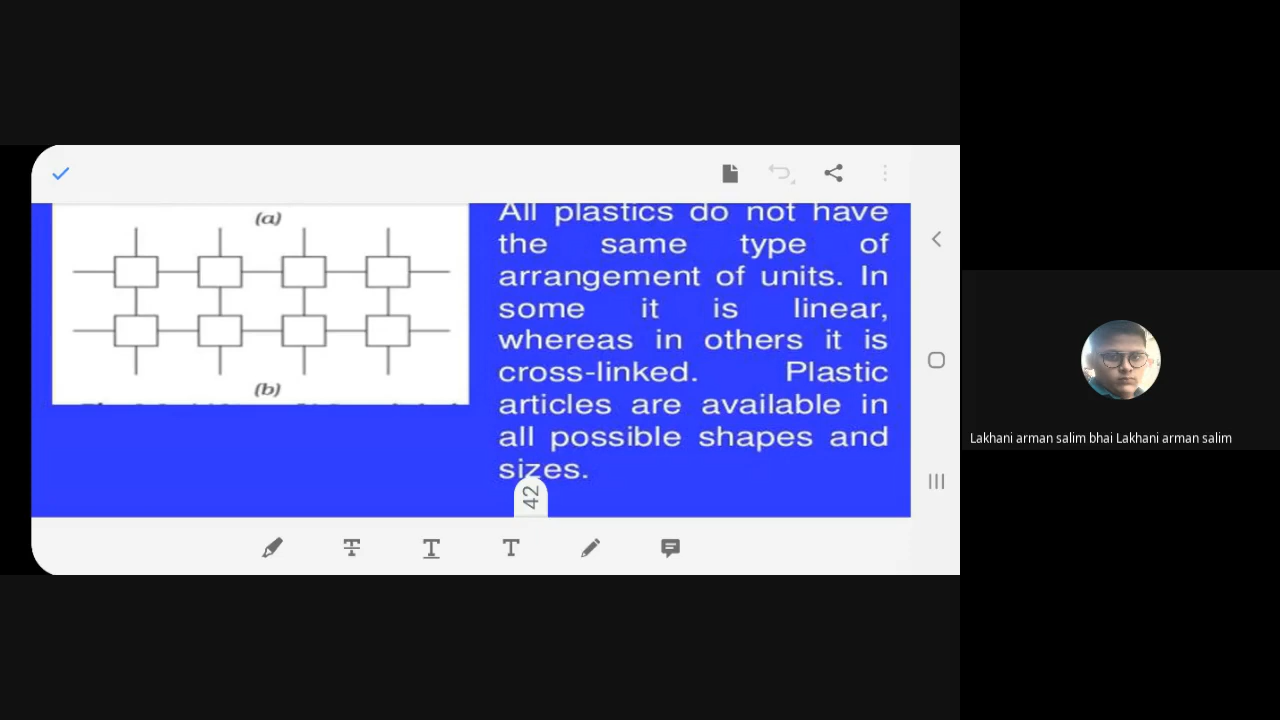 (a)
(b)
All plastics do not have
the same type of
arrangement of units. In
some it is linear,
whereas in others it is
cross-linked. Plastic
articles are available in
all possible shapes and
sizes.
42
T
T
T
Lakhani arman salim bhai Lakhani arman salim